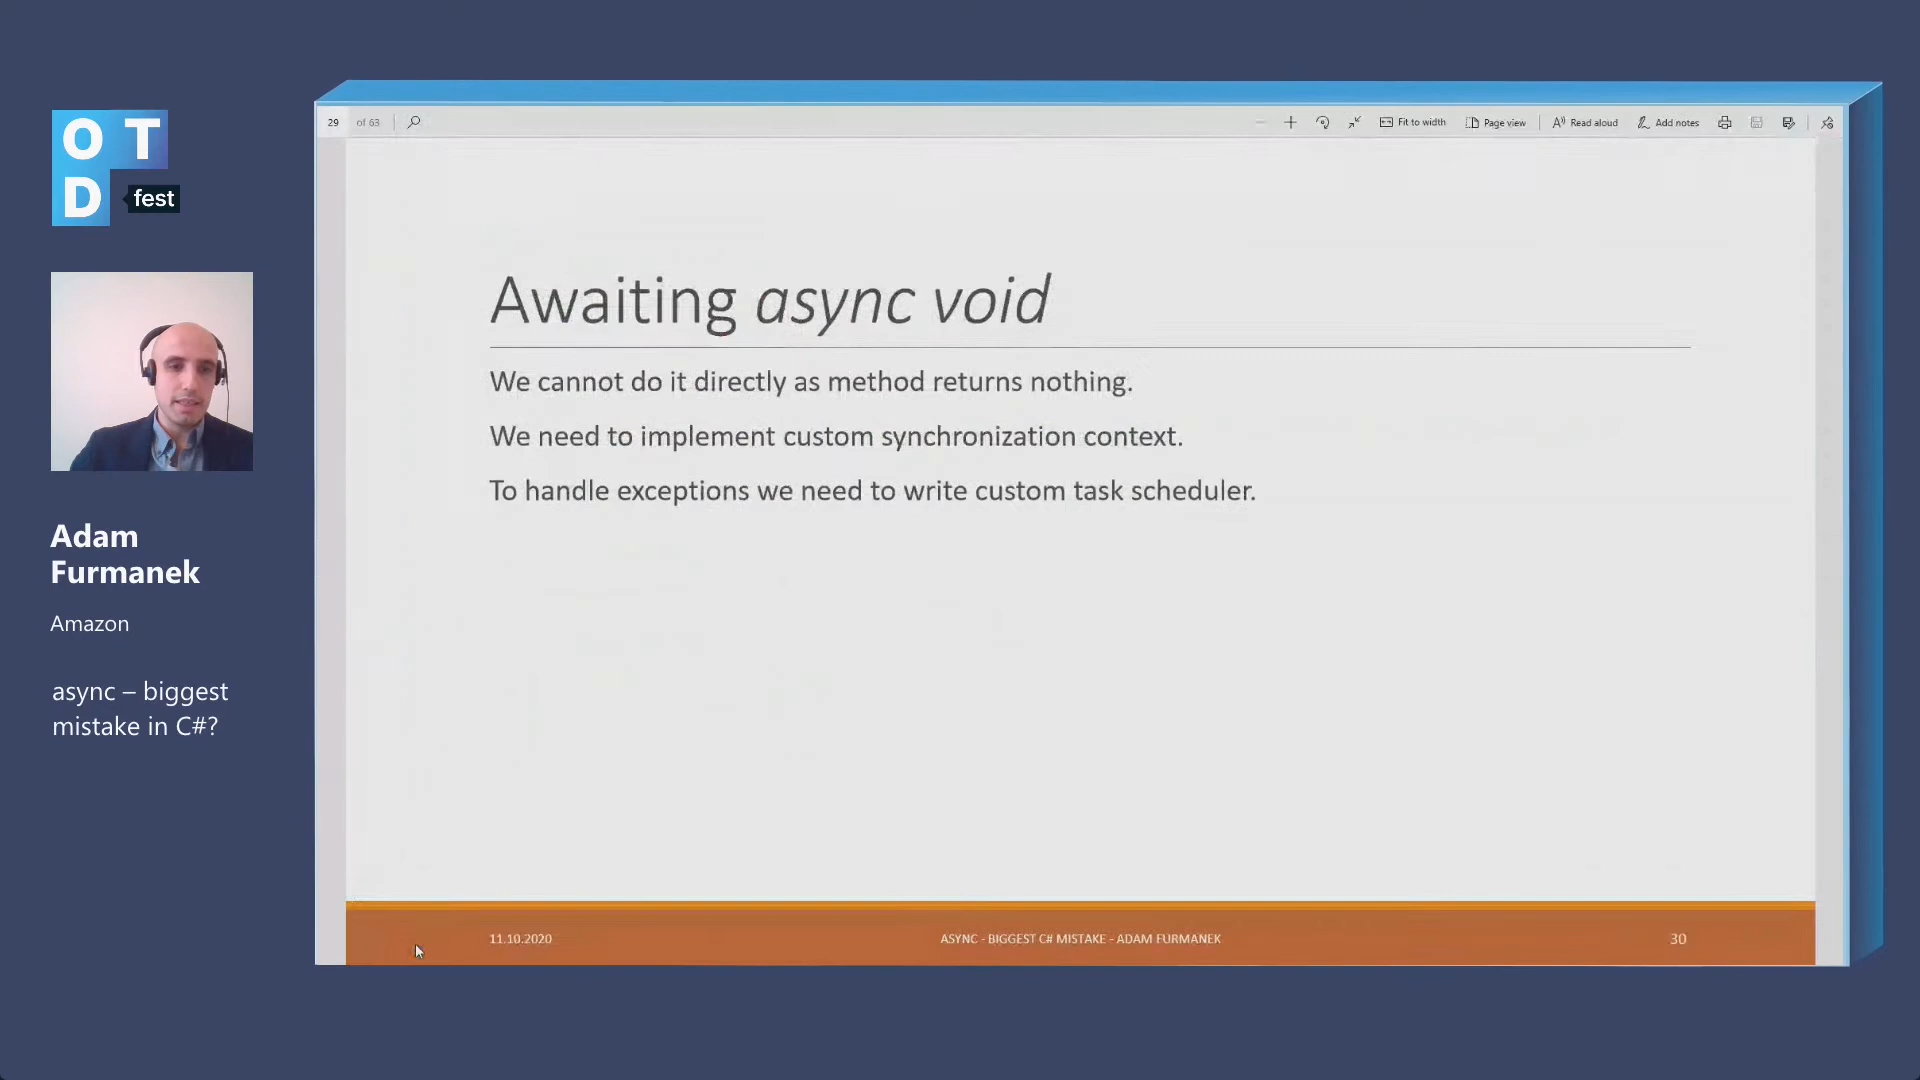 O T
D fest
Adam
Furmanek
Amazon
async – biggest
mistake in C#?
29 of 63 Fit to width Page view Read aloud Add notes
Awaiting async void
We cannot do it directly as method returns nothing.
We need to implement custom synchronization context.
To handle exceptions we need to write custom task scheduler.
11.10.2020 ASYNC - BIGGEST C# MISTAKE - ADAM FURMANEK 30